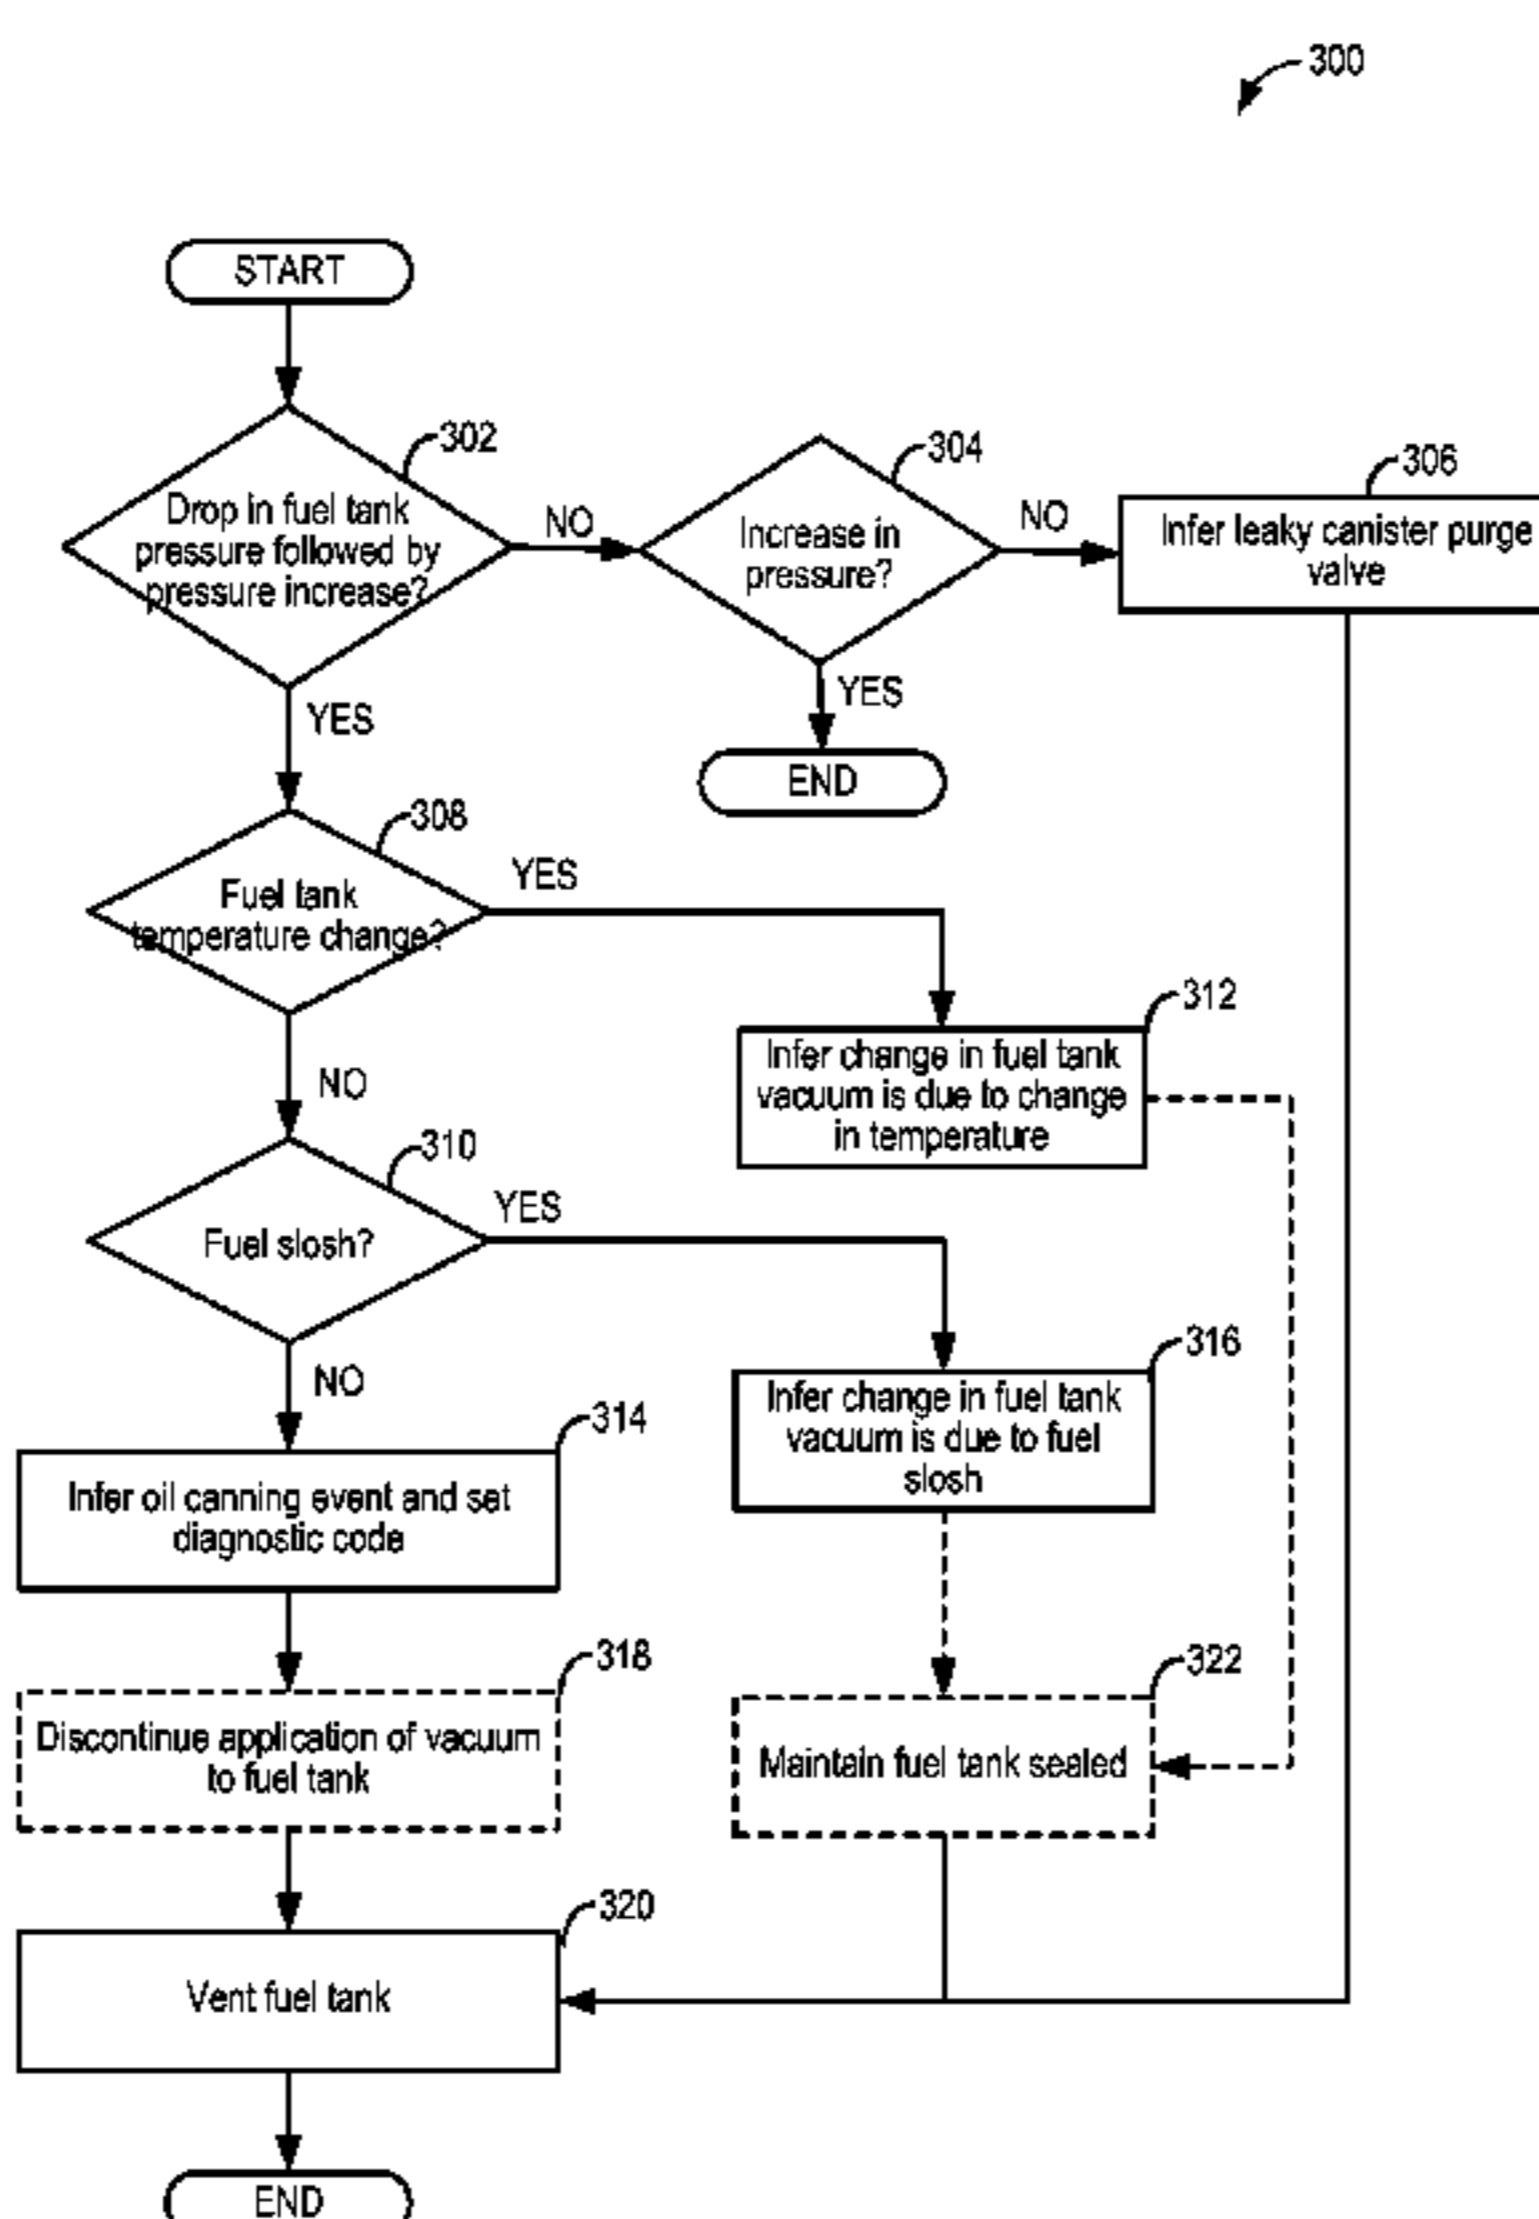 300
START
302
Drop in fuel tank
pressure followed by
pressure increase?
NO
304
Increase in
pressure?
NO
306
Infer leaky canister purge
valve
YES
YES
END
308
Fuel tank
temperature change?
YES
312
Infer change in fuel tank
vacuum is due to change
in temperature
NO
310
Fuel slosh?
YES
316
Infer change in fuel tank
vacuum is due to fuel
slosh
NO
314
Infer oil canning event and set
diagnostic code
318
Discontinue application of vacuum
to fuel tank
322
Maintain fuel tank sealed
320
Vent fuel tank
END